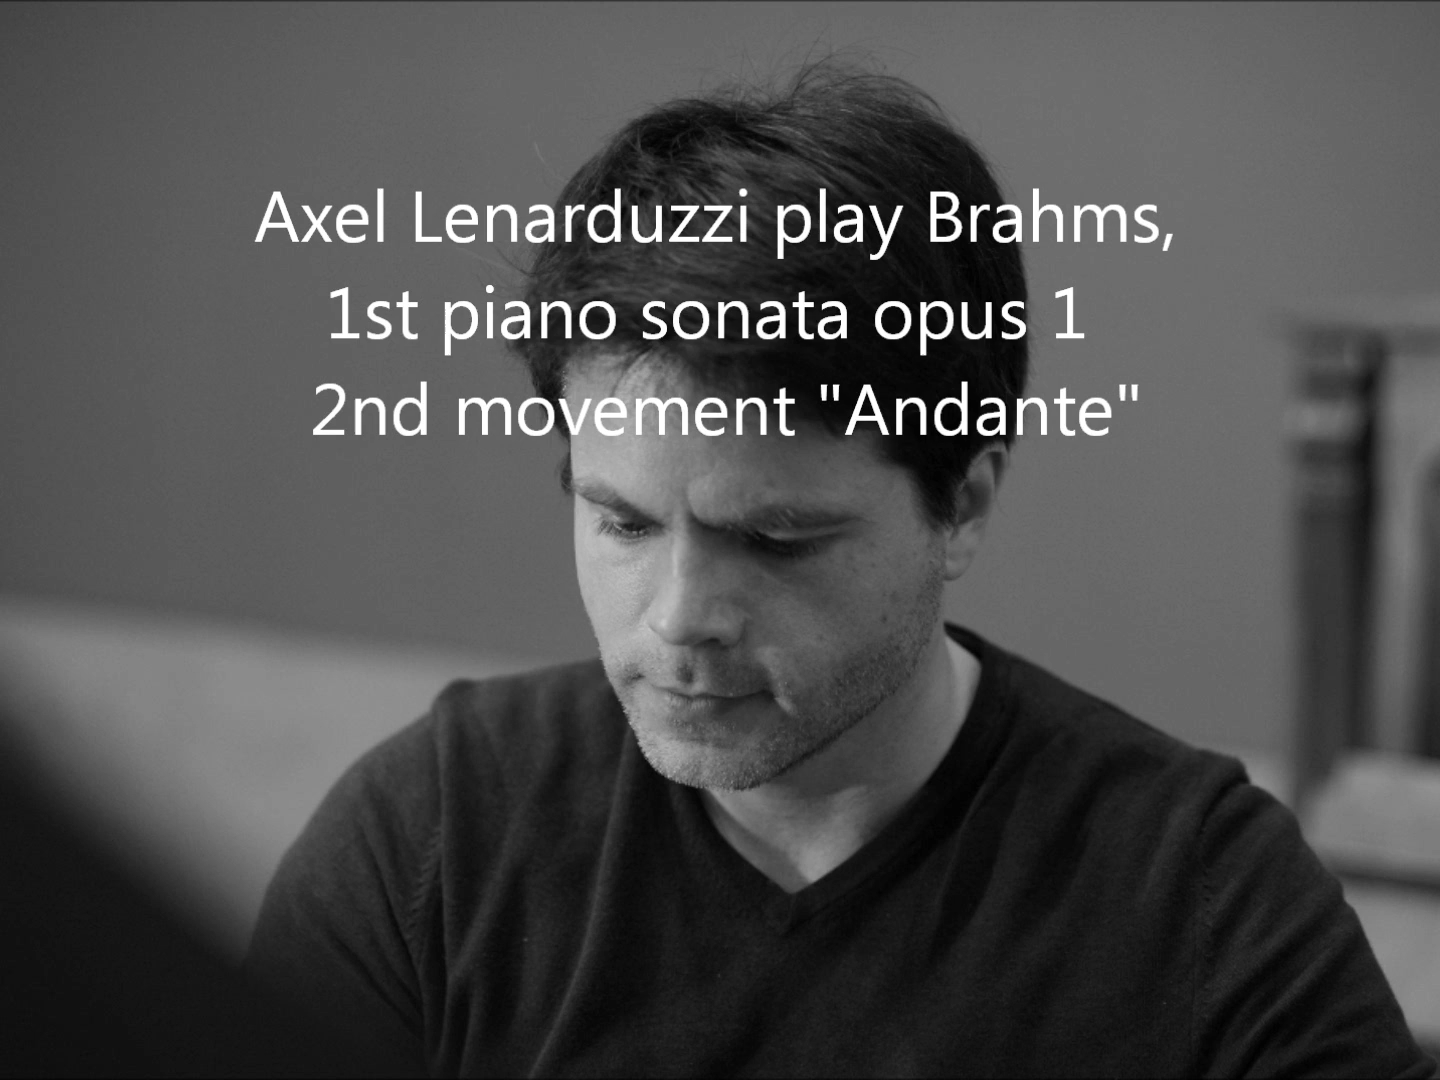 Axel Lenarduzzi play Brahms,
1st piano sonata opus 1
2nd movement "Andante"